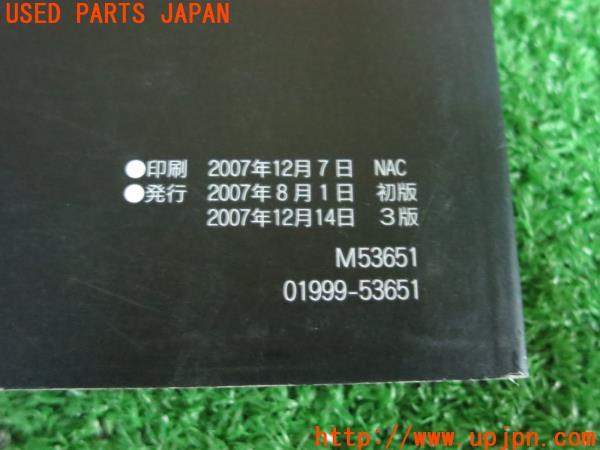 USED PARTS JAPAN
●印刷 2007年12月7日 NAC
●発行 2007年8月1日 初版
2007年12月14日 3版
M53651
01999-53651
http://www.upjpn.com